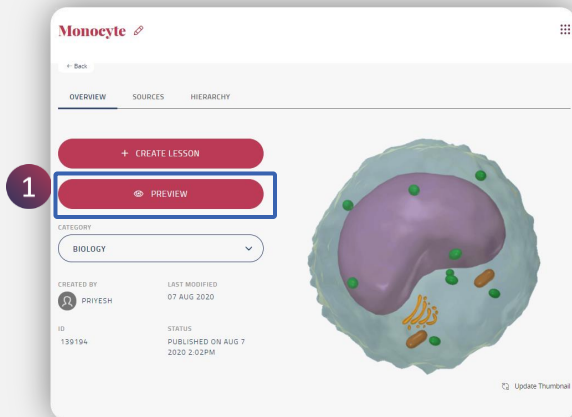 Monocyte
← Back
OVERVIEW SOURCES HIERARCHY
+ CREATE LESSON
1
PREVIEW
CATEGORY
BIOLOGY
CREATED BY LAST MODIFIED
PRIYESH 07 AUG 2020
ID STATUS
139194 PUBLISHED ON AUG 7
2020 2:02PM
Update Thumbnail